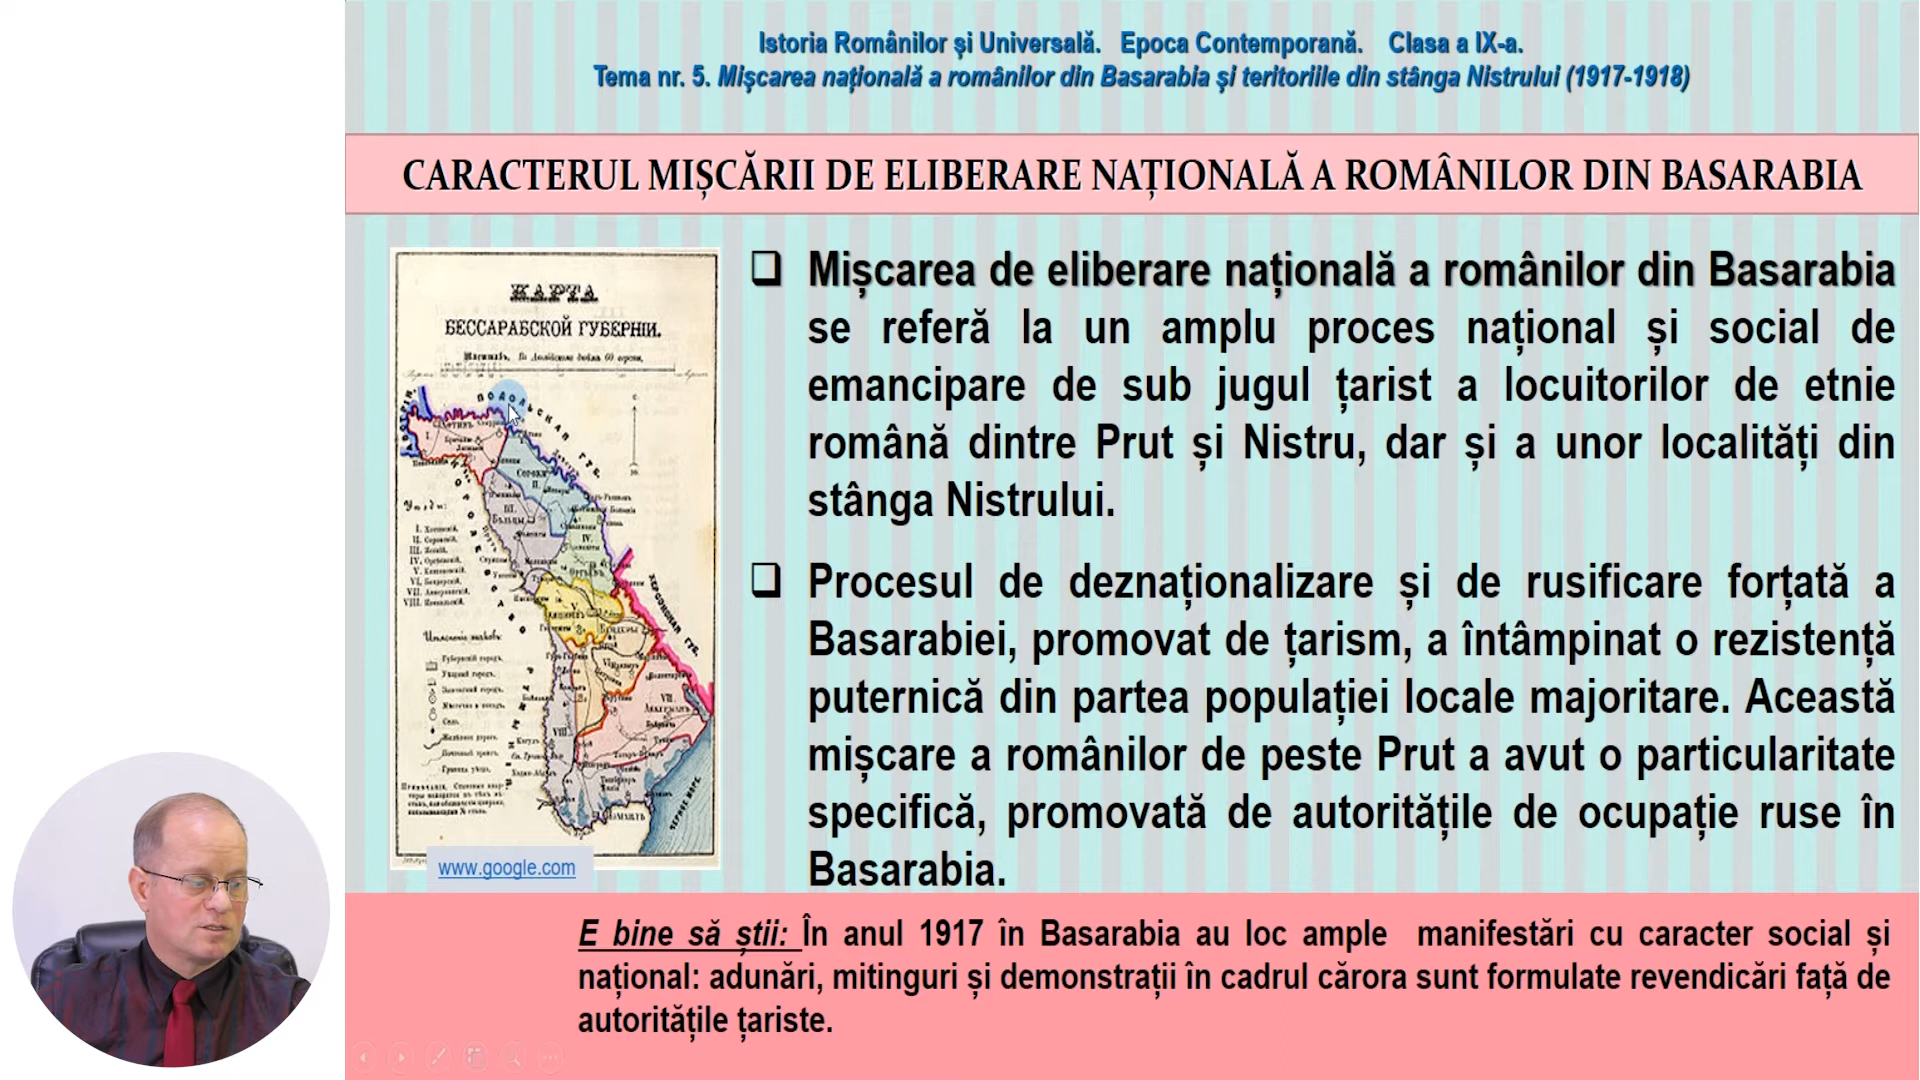 Istoria Românilor și Universală. Epoca Contemporană. Clasa a IX-a.
Tema nr. 5. Mișcarea națională a românilor din Basarabia și teritoriile din stânga Nistrului (1917-1918)
CARACTERUL MIȘCĂRII DE ELIBERARE NAȚIONALĂ A ROMÂNILOR DIN BASARABIA
КАРТА
БЕССАРАБСКОЙ ГУБЕРНІИ.
ПОДОЛЬСКАЯ ГУБ.
ХЕРСОНСКАЯ ГУБ.
ЧЕРНОЕ МОРЕ
www.google.com
Mișcarea de eliberare națională a românilor din Basarabia
se referă la un amplu proces național și social de
emancipare de sub jugul țarist a locuitorilor de etnie
română dintre Prut și Nistru, dar și a unor localități din
stânga Nistrului.
Procesul de deznaționalizare și de rusificare forțată a
Basarabiei, promovat de țarism, a întâmpinat o rezistență
puternică din partea populației locale majoritare. Această
mișcare a românilor de peste Prut a avut o particularitate
specifică, promovată de autoritățile de ocupație ruse în
Basarabia.
E bine să știi: În anul 1917 în Basarabia au loc ample manifestări cu caracter social și
național: adunări, mitinguri și demonstrații în cadrul cărora sunt formulate revendicări față de
autoritățile țariste.